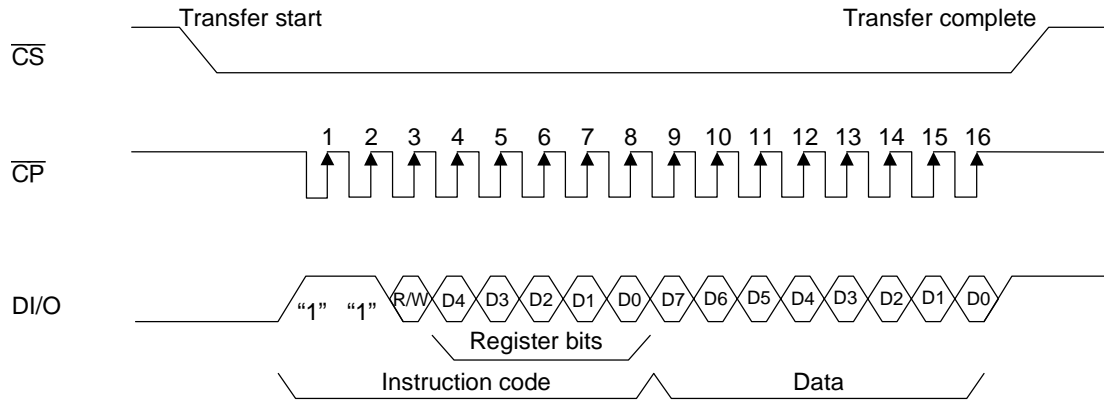 Transfer start Transfer complete
CS
1 2 3 4 5 6 7 8 9 10 11 12 13 14 15 16
CP
DI/O “1” “1” R/W D4 D3 D2 D1 D0 D7 D6 D5 D4 D3 D2 D1 D0
Register bits
Instruction code Data